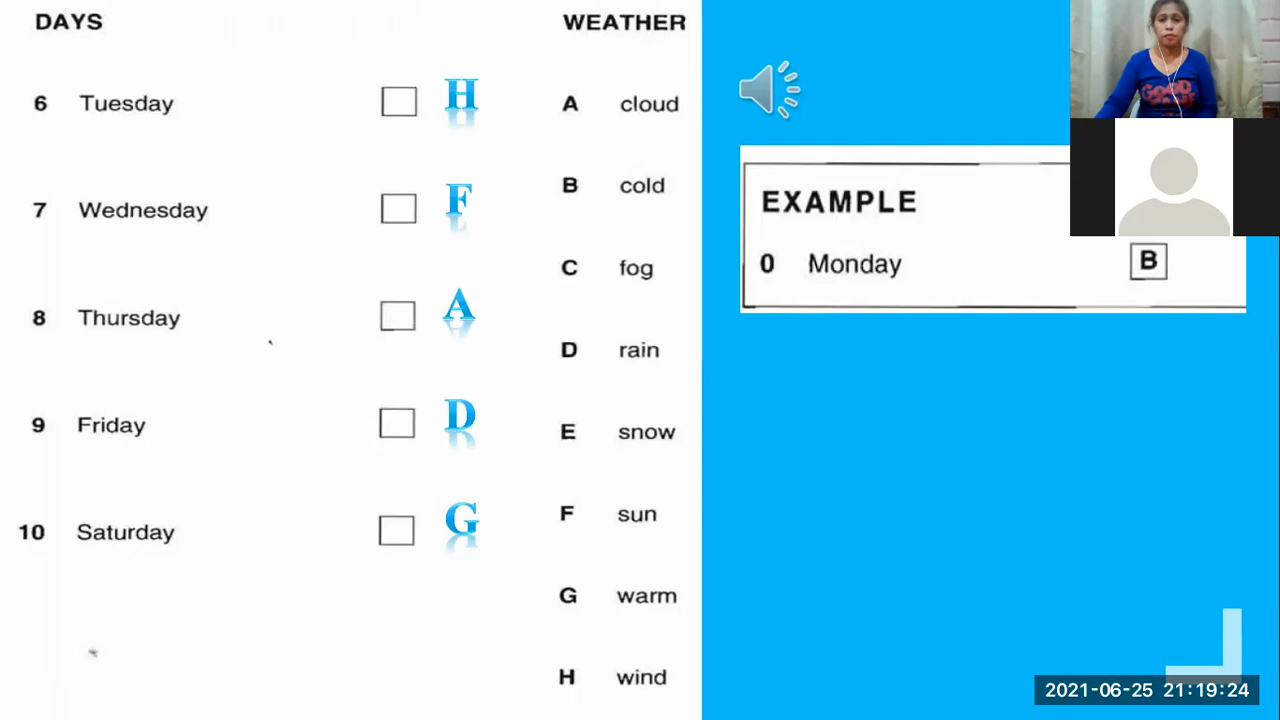 DAYS
6 Tuesday H
7 Wednesday F
8 Thursday A
9 Friday D
10 Saturday G
WEATHER
A cloud
B cold
C fog
D rain
E snow
F sun
G warm
H wind
EXAMPLE
0 Monday B
GOOD
2021-06-25 21:19:24